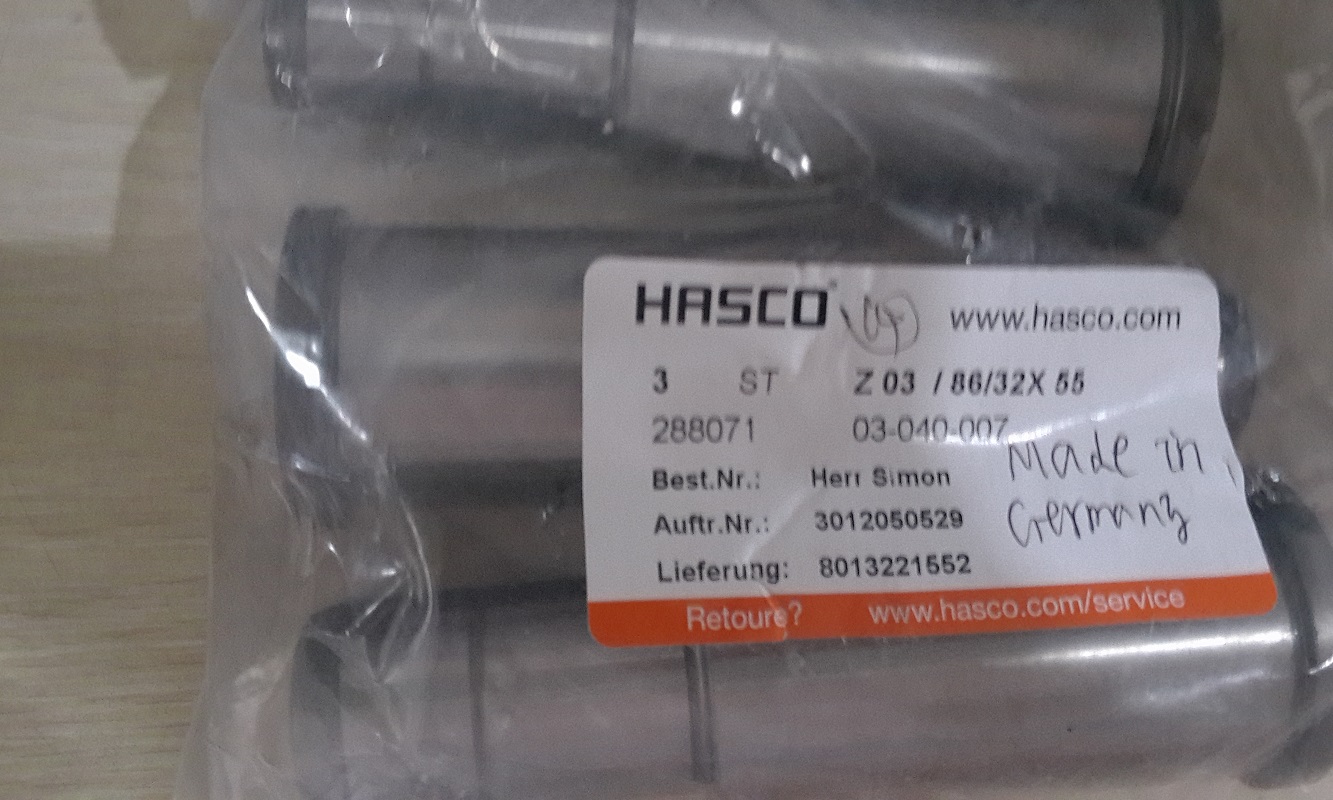 HASCO www.hasco.com
3 ST Z 03 / 86/32X 55
288071 03-040-007
Made in
Best.Nr.: Herr Simon
Germany
Auftr.Nr.: 3012050529
Lieferung: 8013221552
Retoure? www.hasco.com/service